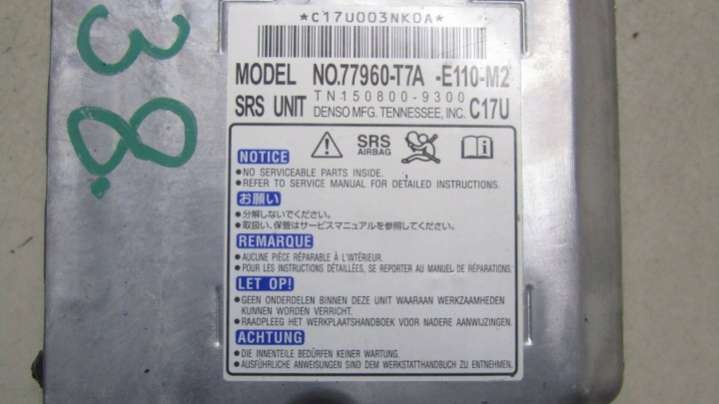 38.
*C17U003NK0A*
MODEL NO.77960-T7A -E110-M2
SRS UNIT TN150800-9300 DENSO MFG. TENNESSEE, INC. C17U
SRS AIRBAG
NOTICE
●NO SERVICEABLE PARTS INSIDE.
●REFER TO SERVICE MANUAL FOR DETAILED INSTRUCTIONS.
お願い
●分解しないでください。
●取扱い、保管はサービスマニュアルを参照してください。
REMARQUE
●AUCUNE PIÈCE RÉPARABLE À L'INTÉRIEUR.
●POUR LES INSTRUCTIONS DÉTAILLÉES, SE REPORTER AU MANUEL DE RÉPARATIONS.
LET OP!
●GEEN ONDERDELEN BINNEN DEZE UNIT WAARAAN WERKZAAMHEDEN
KUNNEN WORDEN VERRICHT.
●RAADPLEEG HET WERKPLAATSHANDBOEK VOOR NADERE AANWIJZINGEN.
ACHTUNG
●DIE INNENTEILE BEDÜRFEN KEINER WARTUNG.
●AUSFÜHRLICHE ANWEISUNGEN SIND DEM WERKSTATTHANDBUCH ZU ENTNEHMEN.